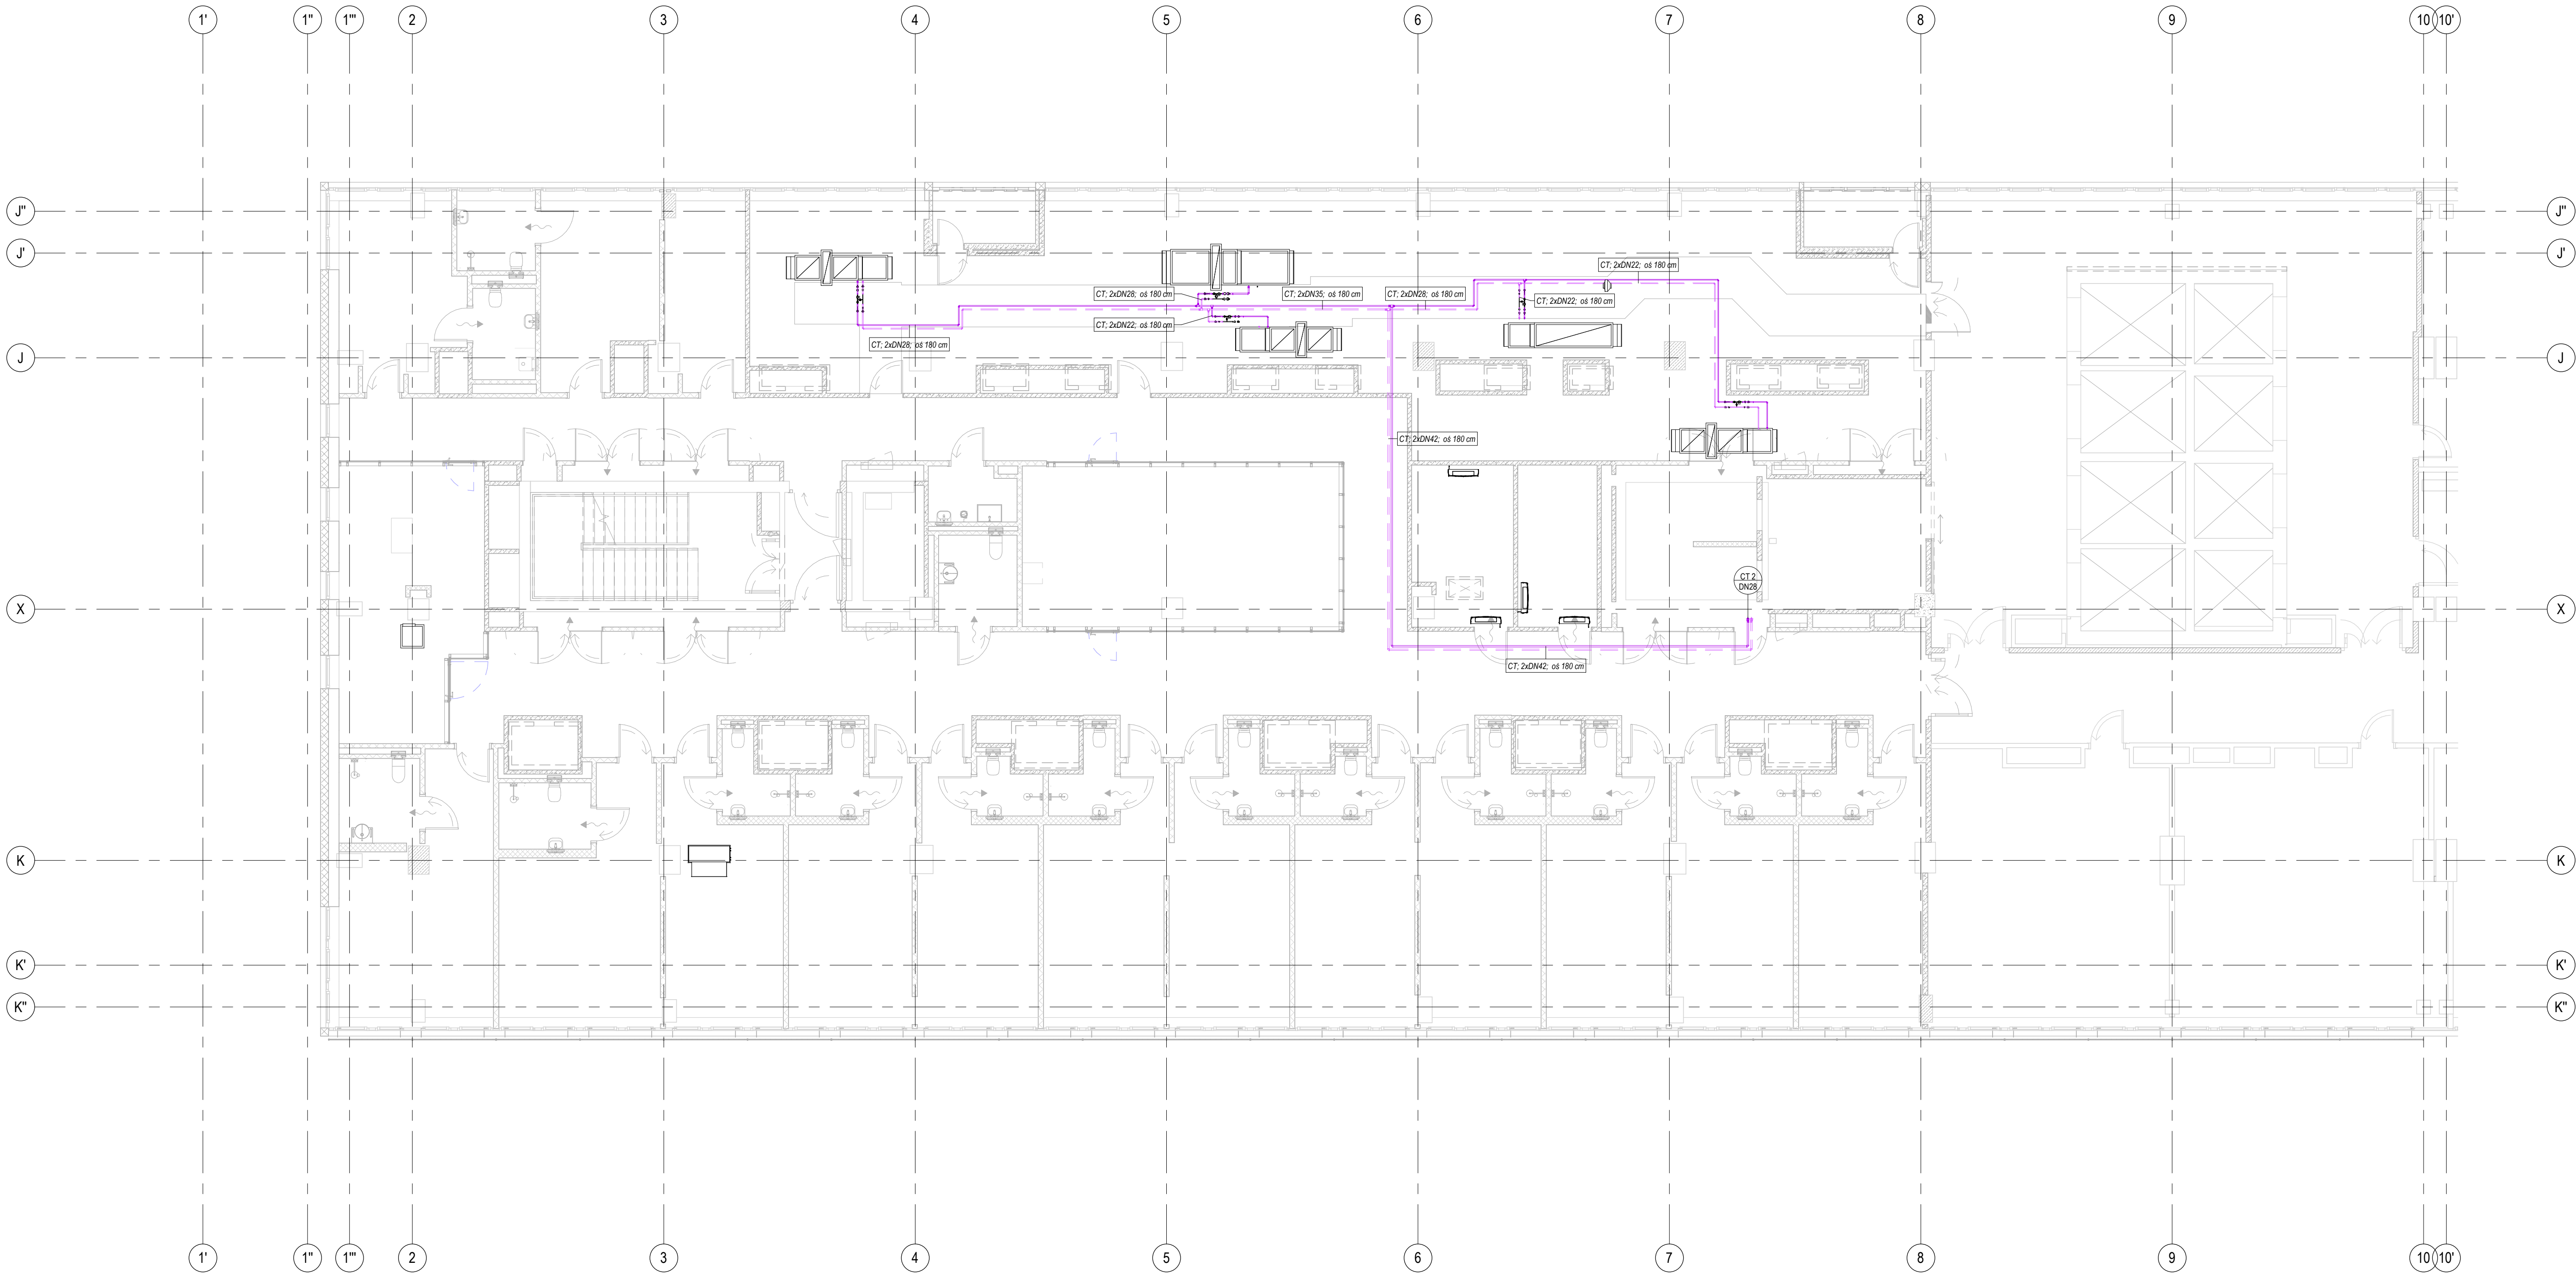 1' 1" 1"' 2 3 4 5 6 7 8 9 10 10'
J" J"
J' J'
CT; 2xDN22; oś 180 cm
CT; 2xDN28; oś 180 cm CT; 2xDN35; oś 180 cm CT; 2xDN28; oś 180 cm
CT; 2xDN22; oś 180 cm
CT; 2xDN22; oś 180 cm
CT; 2xDN28; oś 180 cm
J J
CT; 2xDN42; oś 180 cm
CT 2
DN28
X X
CT; 2xDN42; oś 180 cm
K K
K' K'
K" K"
1' 1" 1"' 2 3 4 5 6 7 8 9 10 10'